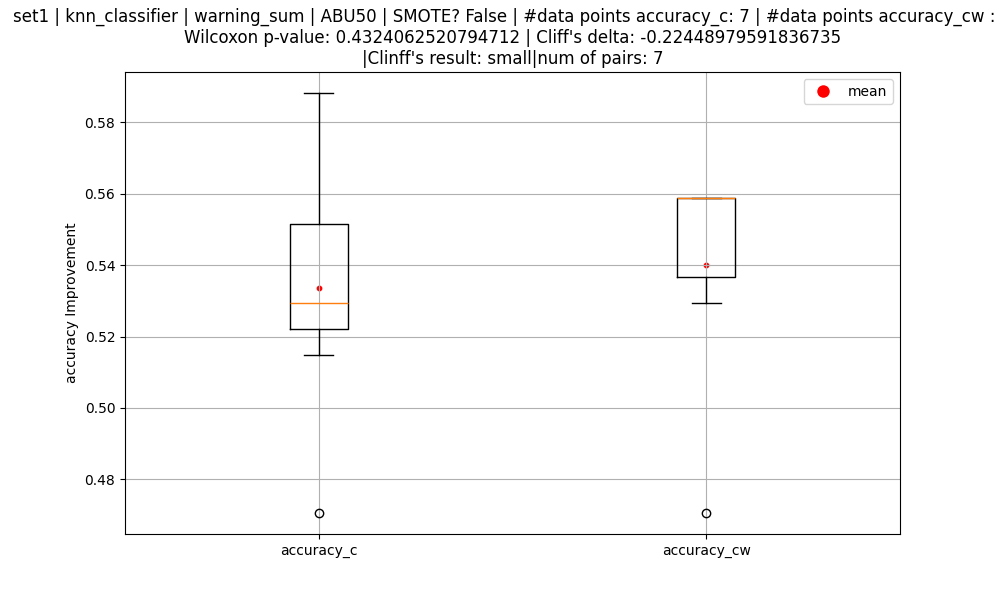 set1 | knn_classifier | warning_sum | ABU50 | SMOTE? False | #data points accuracy_c: 7 | #data points accuracy_cw :
Wilcoxon p-value: 0.4324062520794712 | Cliff's delta: -0.22448979591836735
|Clinff's result: small|num of pairs: 7
mean
0.58
0.56
0.54
0.52
0.50
0.48
accuracy Improvement
accuracy_c
accuracy_cw